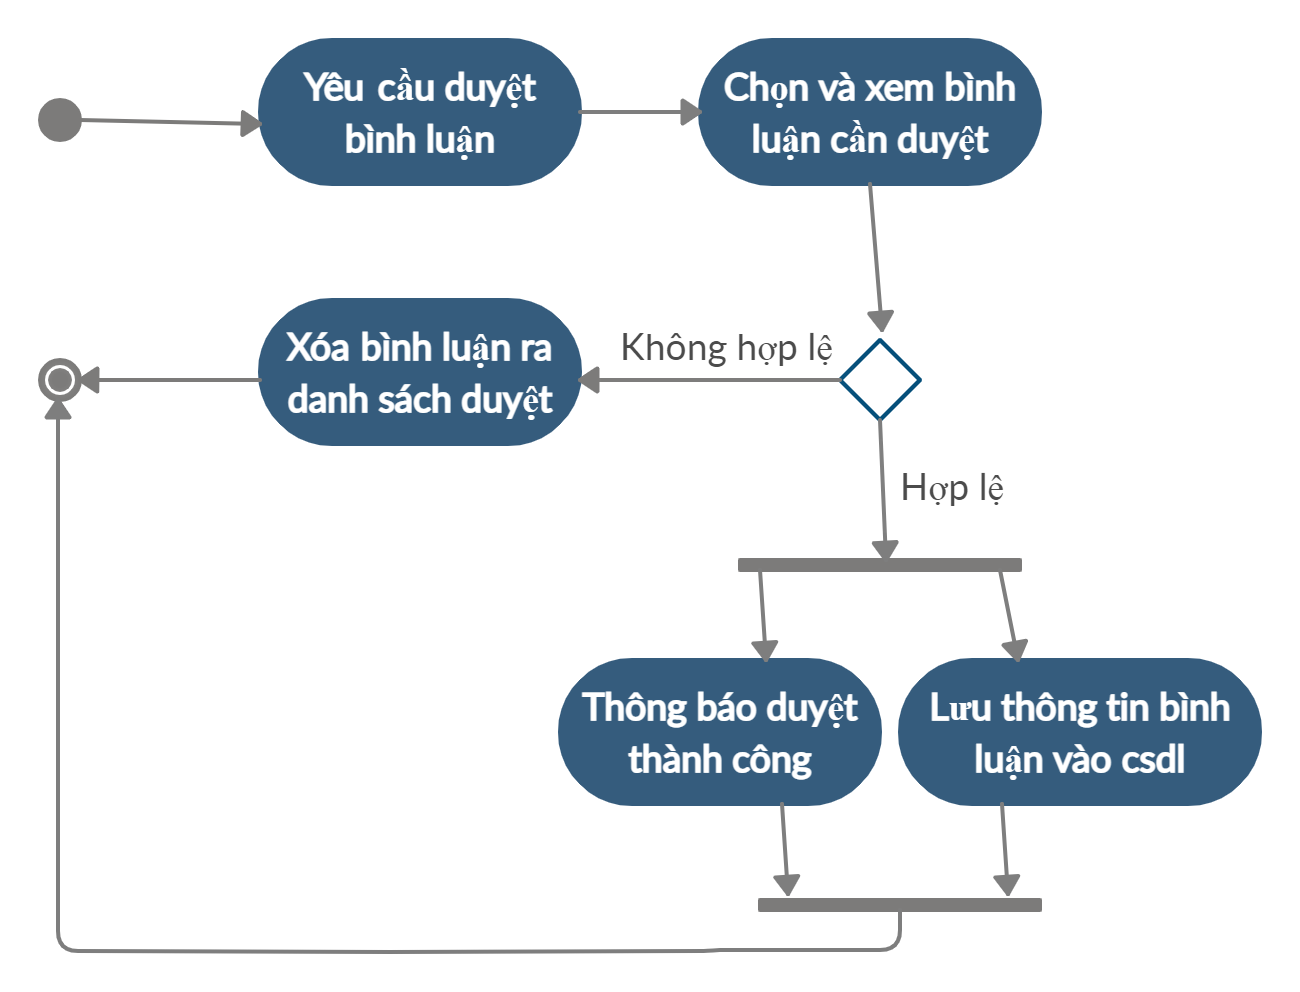 Yêu cầu duyệt
bình luận
Chọn và xem bình
luận cần duyệt
Xóa bình luận ra
danh sách duyệt
Không hợp lệ
Hợp lệ
Thông báo duyệt
thành công
Lưu thông tin bình
luận vào csdl